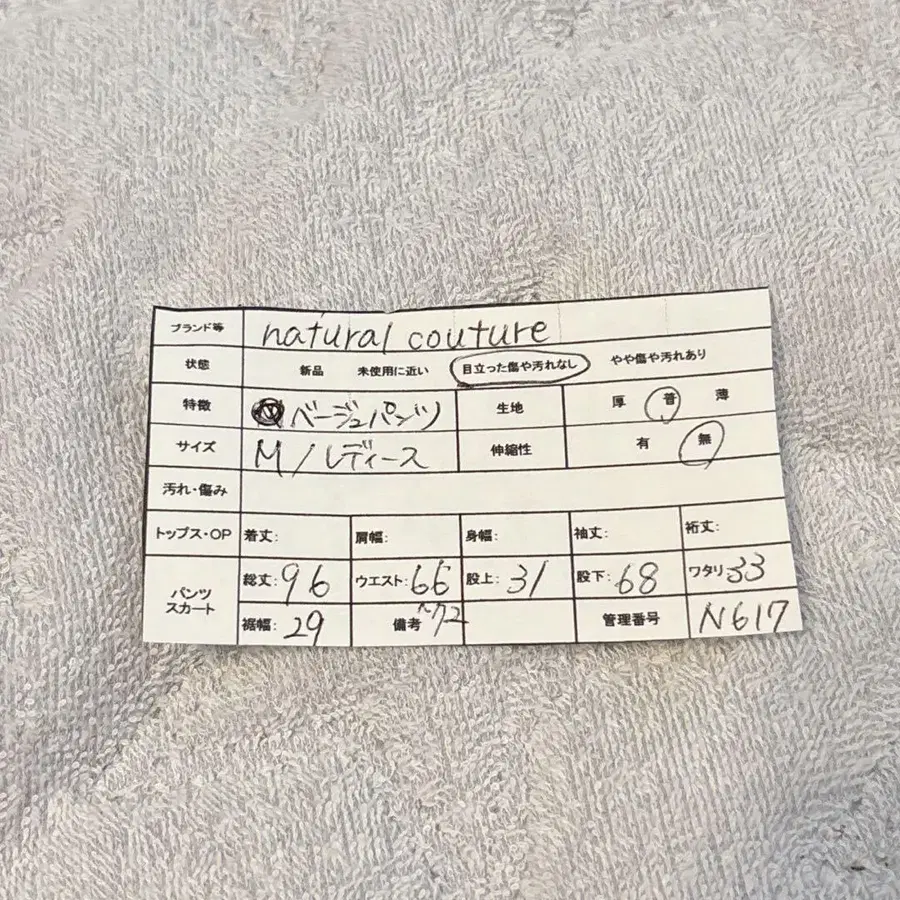 ブランド等 natural couture
状態 新品 未使用に近い 目立った傷や汚れなし やや傷や汚れあり
特徴 ベージュパンツ 生地 厚 普 薄
サイズ M/レディース 伸縮性 有 無
汚れ・傷み
トップス・OP 着丈: 肩幅: 身幅: 袖丈: 裄丈:
パンツ スカート 総丈:96 ウエスト:66 股上:31 股下:68 ワタリ33
裾幅:29 備考 ~72 管理番号 N617